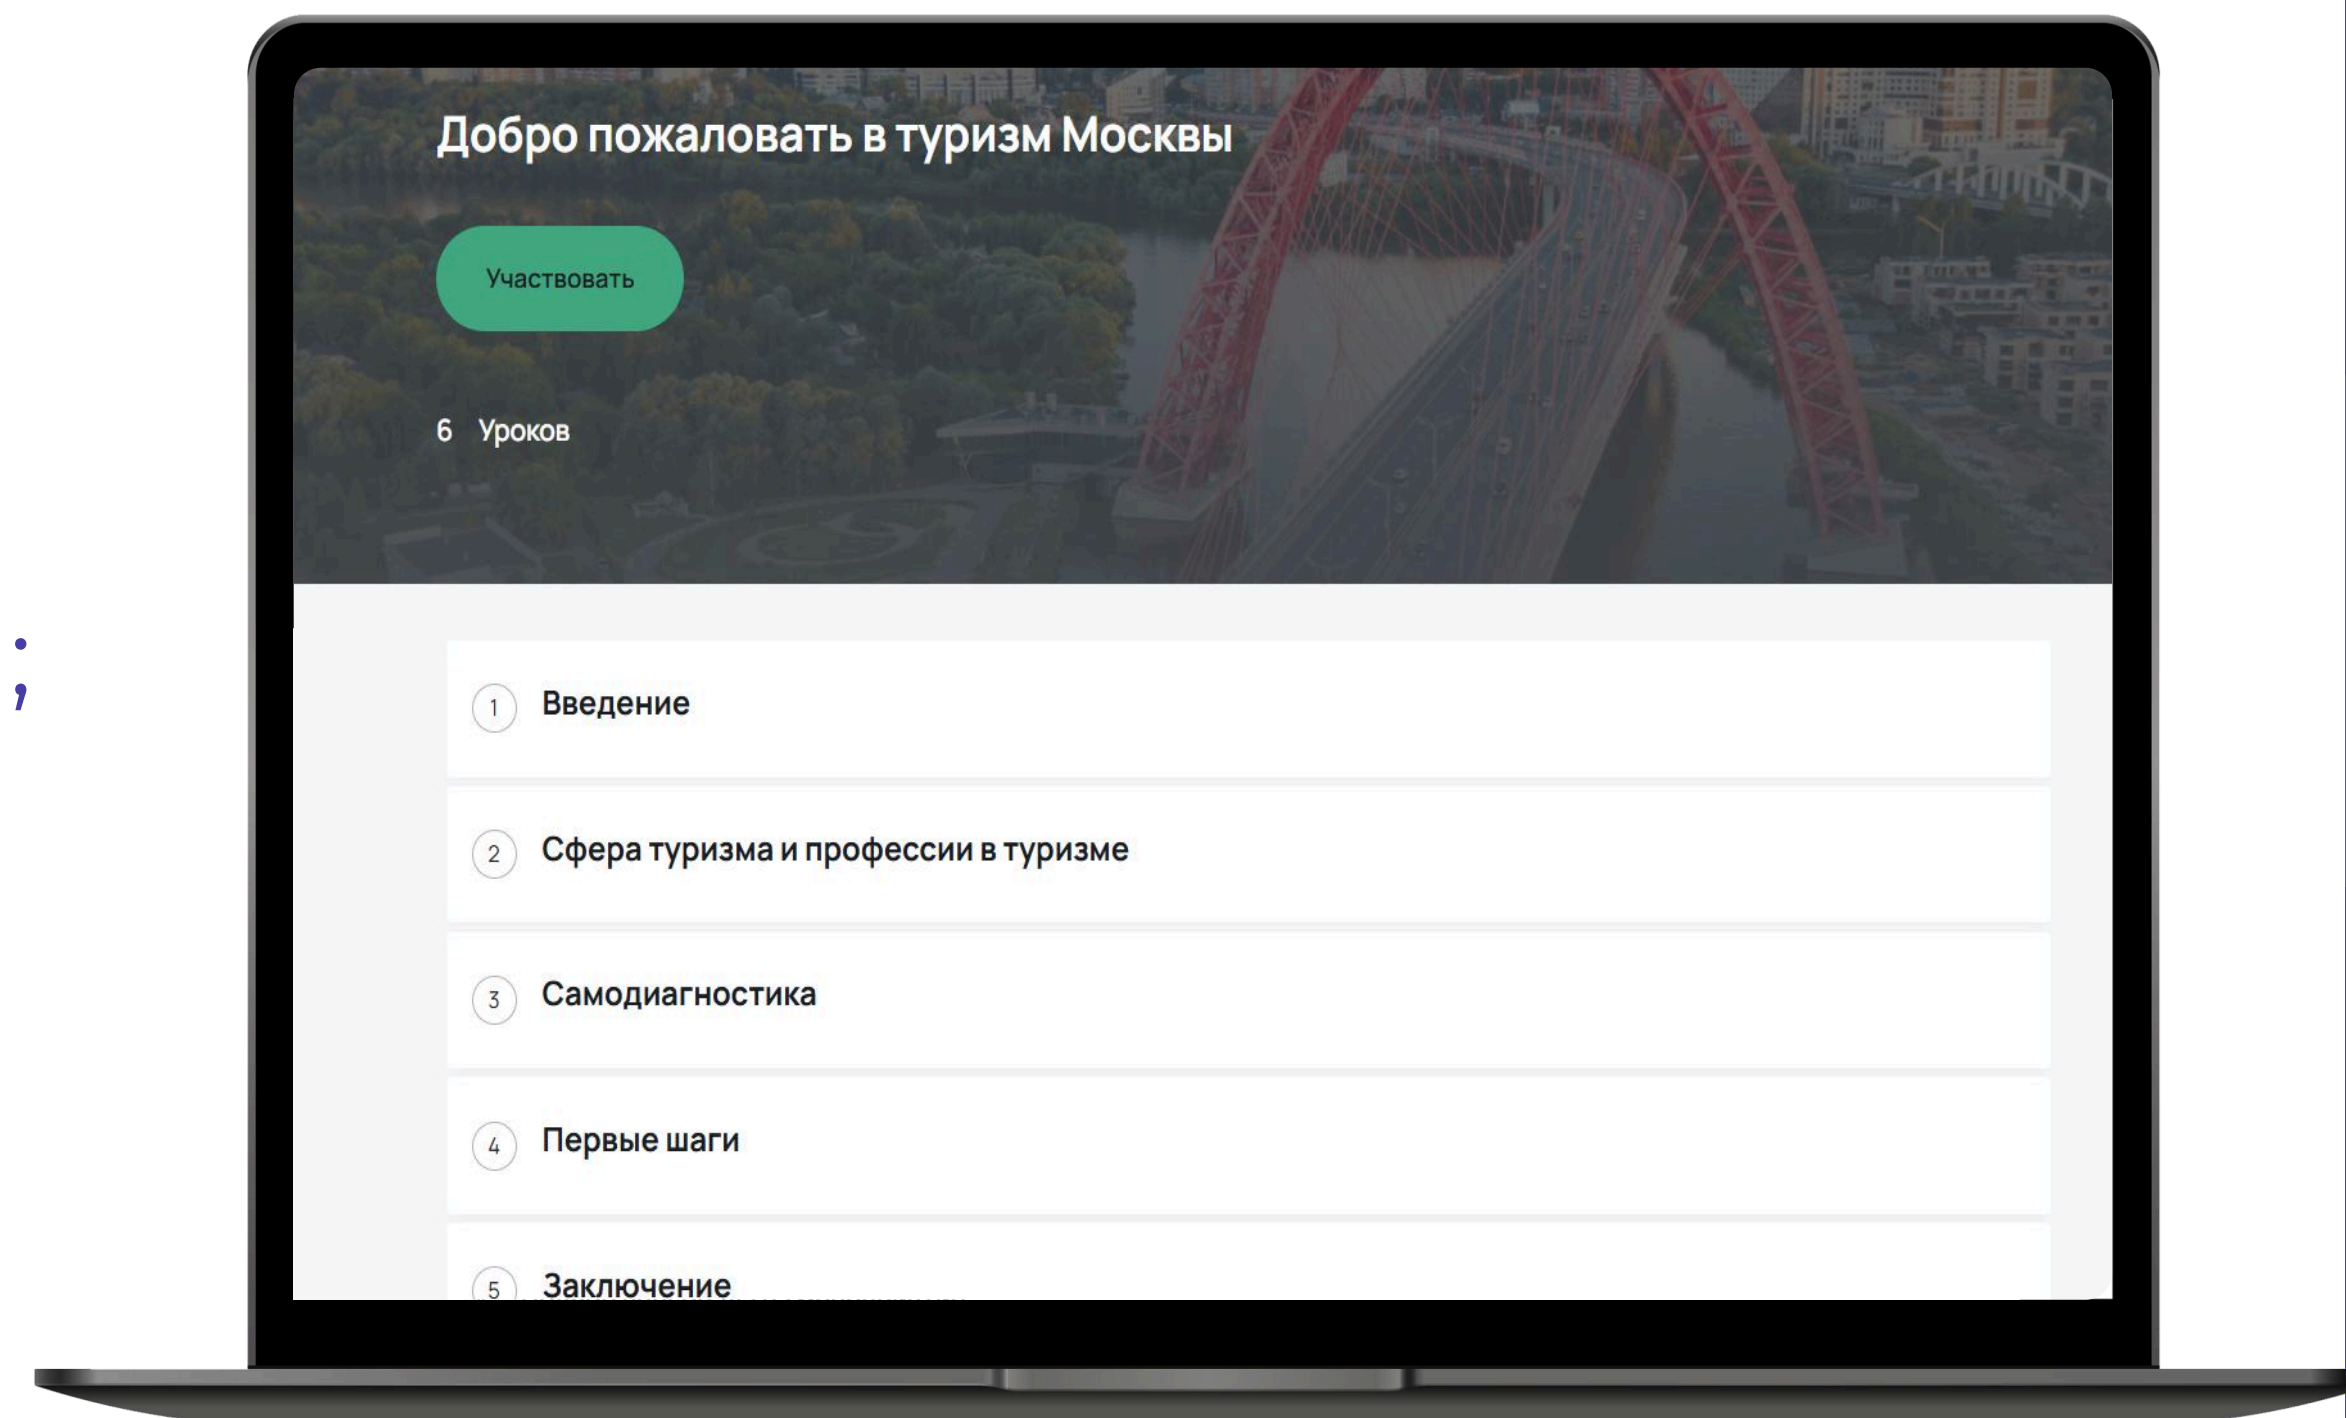 Добро пожаловать в туризм Москвы
Участвовать
6 Уроков
;
1 Введение
2 Сфера туризма и профессии в туризме
3 Самодиагностика
4 Первые шаги
5 Заключение